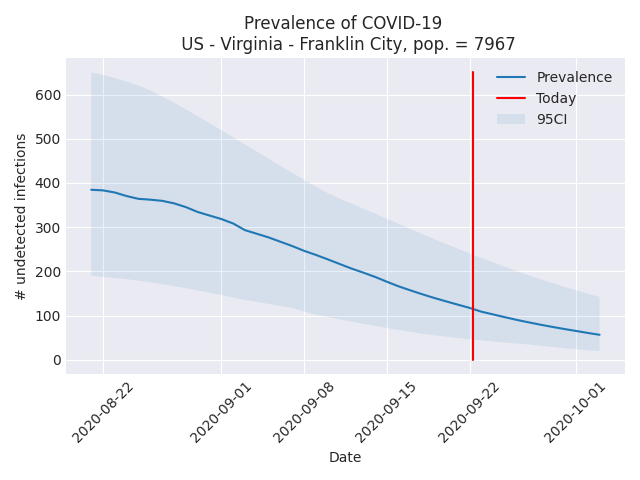 Prevalence of COVID-19
US - Virginia - Franklin City, pop. = 7967
Prevalence
Today
95CI
# undetected infections
600
500
400
300
200
100
0
2020-08-22
2020-09-01
2020-09-08
2020-09-15
2020-09-22
2020-10-01
Date